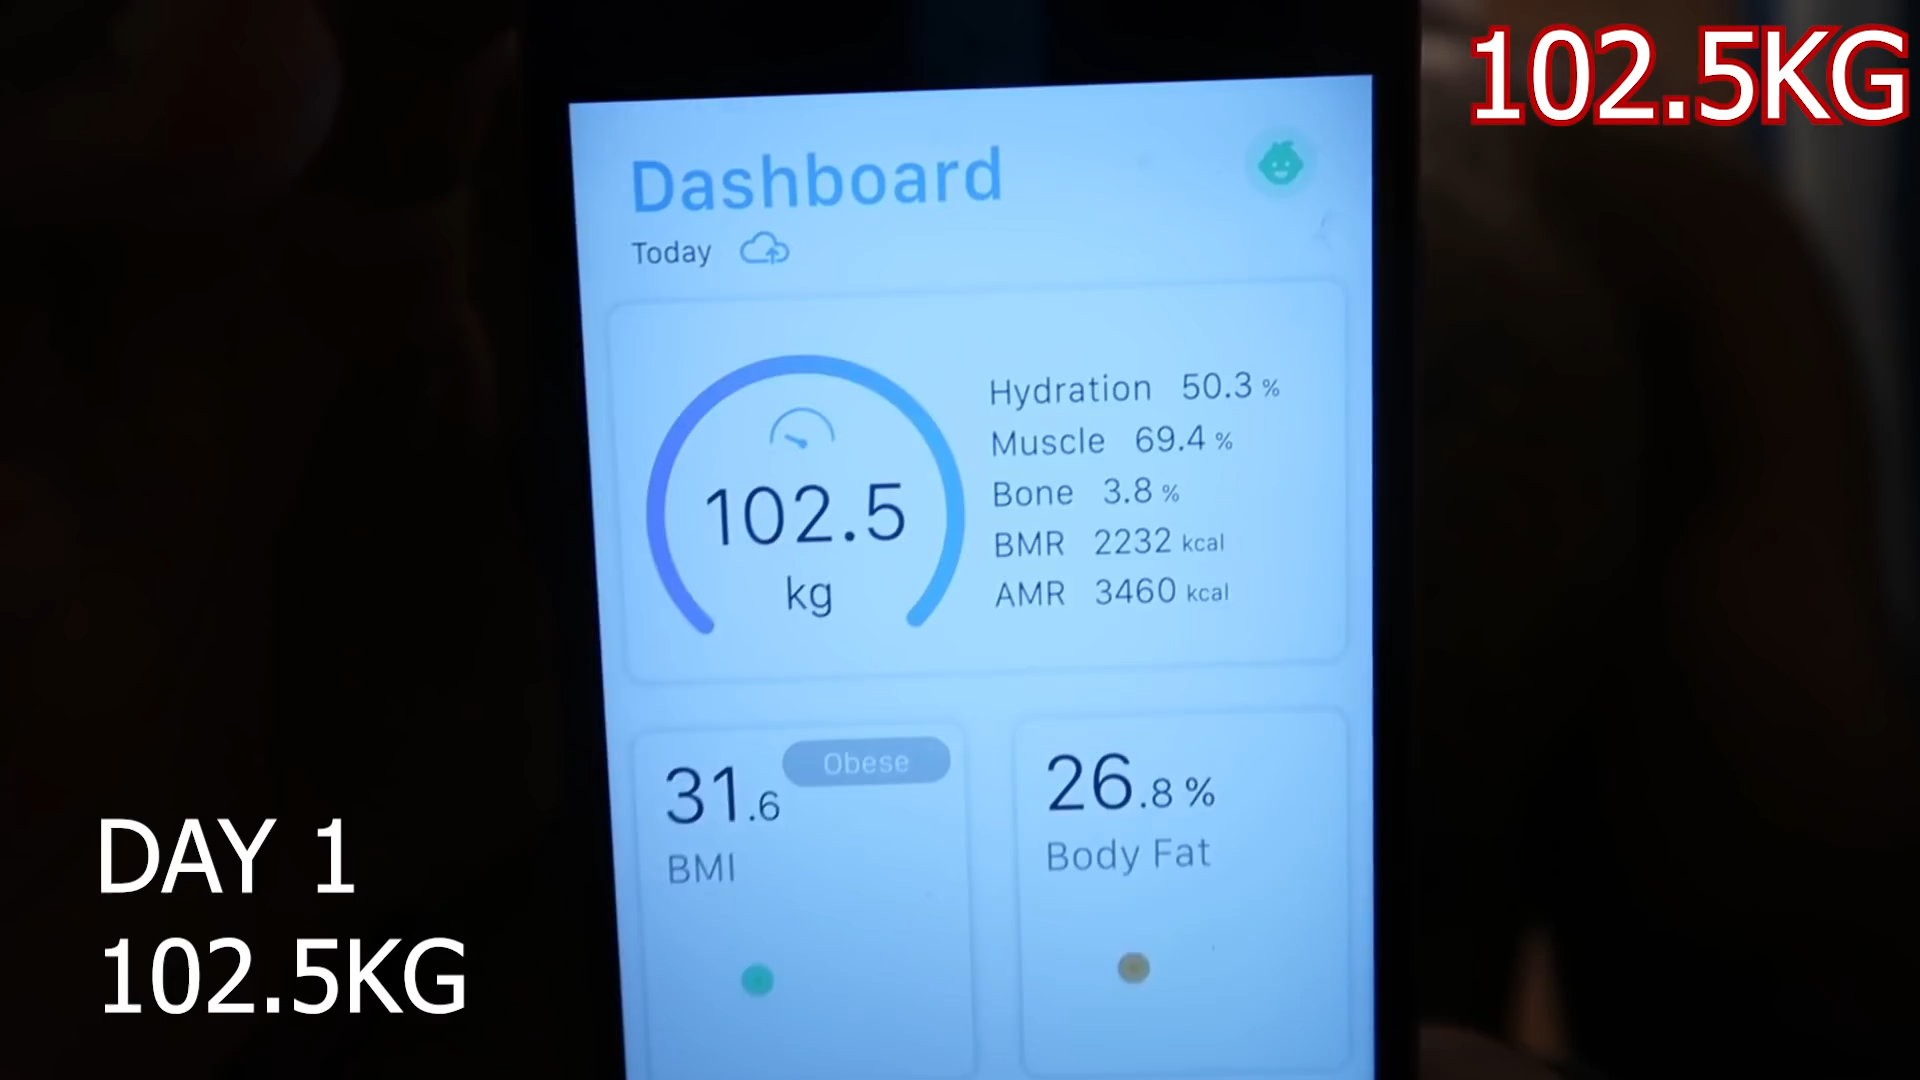 102.5KG
Dashboard
Today
102.5
kg
Hydration 50.3 %
Muscle 69.4 %
Bone 3.8 %
BMR 2232 kcal
AMR 3460 kcal
31.6
Obese
BMI
26.8 %
Body Fat
DAY 1
102.5KG